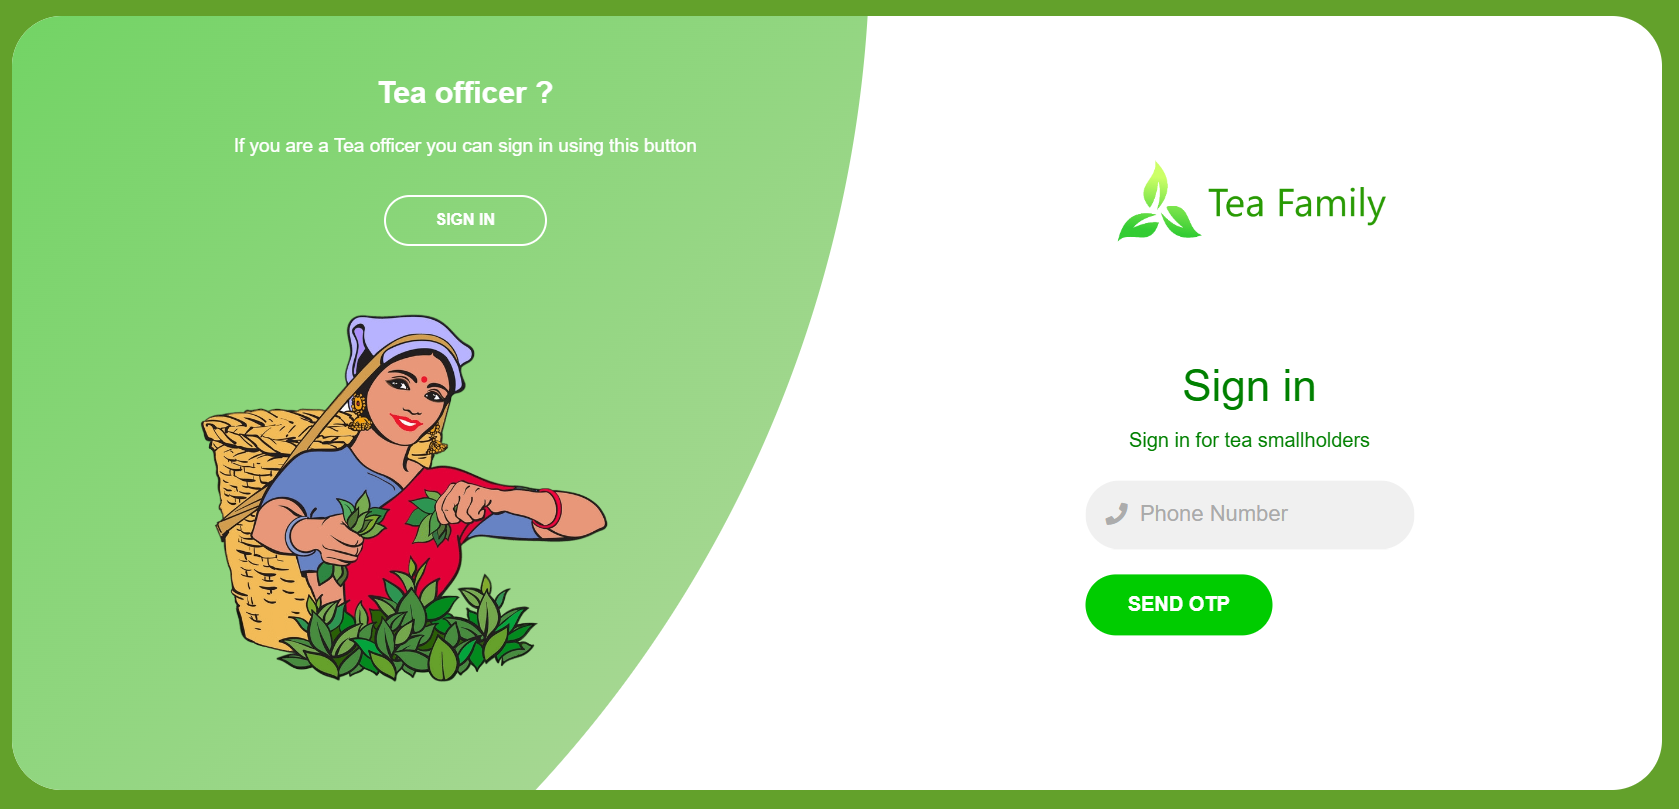 Tea officer ?
If you are a Tea officer you can sign in using this button
SIGN IN
Tea Family
Sign in
Sign in for tea smallholders
Phone Number
SEND OTP